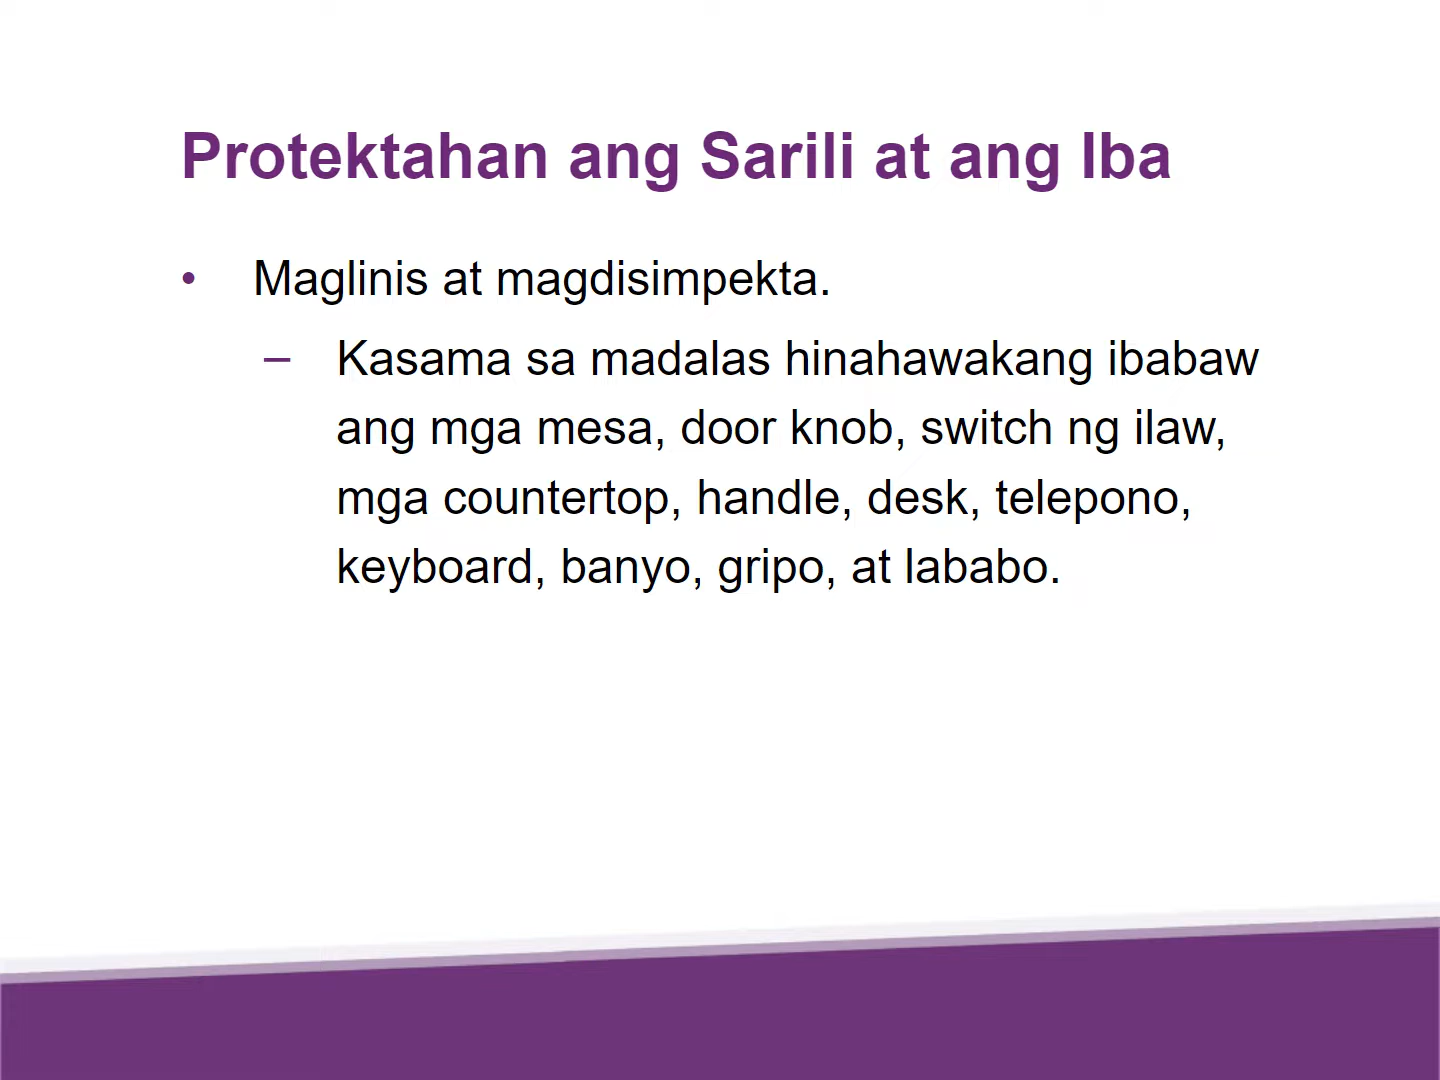 Protektahan ang Sarili at ang Iba
• Maglinis at magdisimpekta.
– Kasama sa madalas hinahawakang ibabaw
ang mga mesa, door knob, switch ng ilaw,
mga countertop, handle, desk, telepono,
keyboard, banyo, gripo, at lababo.